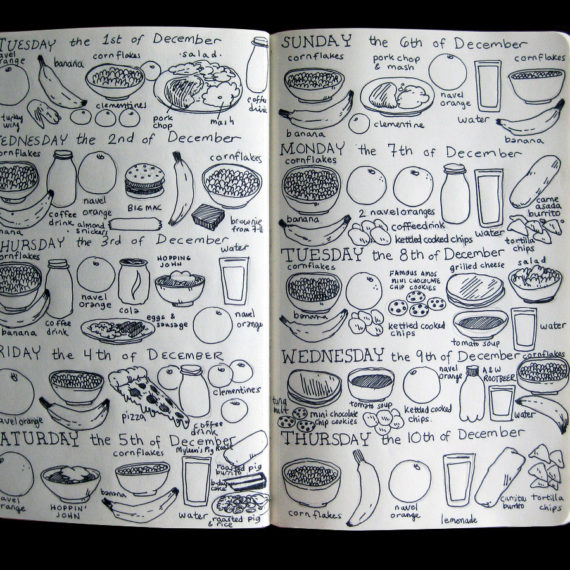 TUESDAY the 1st of December
navel orange
banana
cornflakes
salad
coffee drink
turkey wing
clementines
pork chop
mash
WEDNESDAY the 2nd of December
cornflakes
cornflakes
banana
coffee drink
navel orange
almond snickers
BIG MAC
brownie from 7-11
THURSDAY the 3rd of December
cornflakes
water
HOPPING JOHN
banana
coffee drink
navel orange
cola
eggs & sausage
navel orange
FRIDAY the 4th of DECEMBER
navel orange
banana
pizza
coffee drink
clementines
SATURDAY the 5th of DECEMBER
navel orange
HOPPIN' JOHN
cornflakes
banana
water
roasted pig burrito
roasted pig & rice
SUNDAY the 6th of December
cornflakes
pork chop & mash
cornflakes
banana
clementine
navel orange
water
banana
MONDAY the 7th of December
cornflakes
banana
2 navel oranges
coffee drink
kettled cooked chips
water
carne asada burrito
tortilla chips
TUESDAY the 8th of December
cornflakes
banana
FAMOUS AMOS MINI CHOCOLATE CHIP COOKIES
kettled cooked chips
grilled cheese
tomato soup
salad
water
WEDNESDAY the 9th of December
cornflakes
tuna melt
tomato soup
mini chocolate chip cookies
kettled cooked chips
navel orange
A&W ROOTBEER
water
THURSDAY the 10th of December
cornflakes
navel orange
lemonade
carnitas burrito
tortilla chips